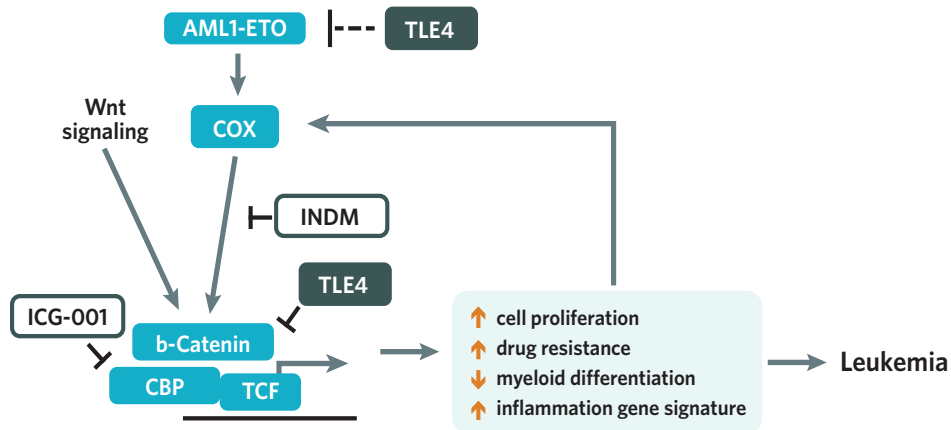 AML1-ETO
TLE4
Wnt
signaling
COX
INDM
TLE4
ICG-001
b-Catenin
CBP
TCF
cell proliferation
drug resistance
myeloid differentiation
inflammation gene signature
Leukemia